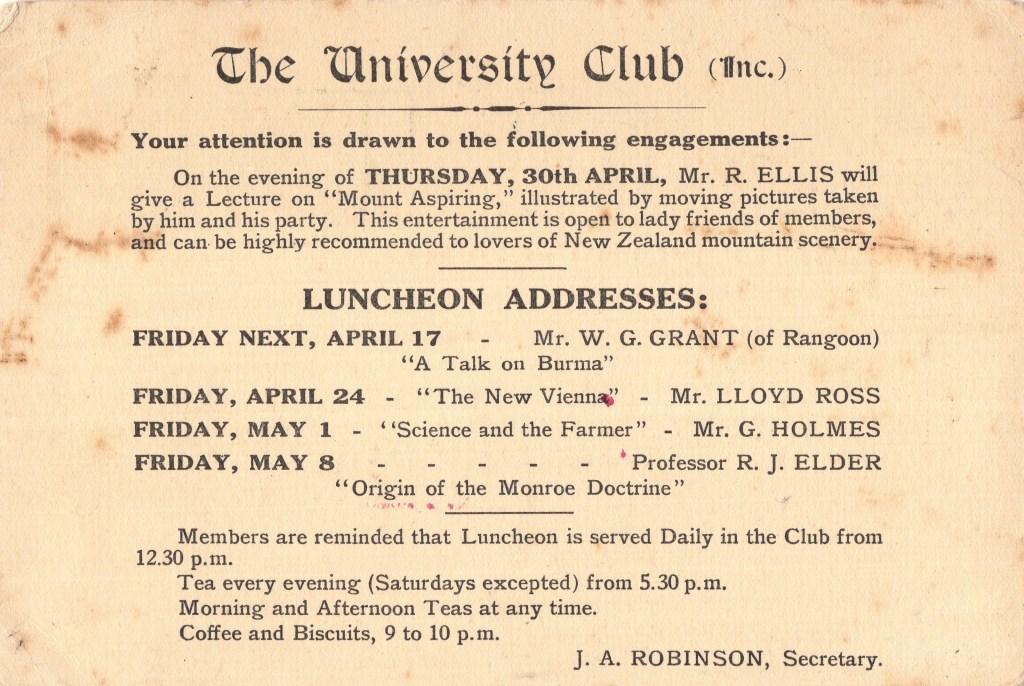 The University Club (Inc.)
Your attention is drawn to the following engagements:—
On the evening of THURSDAY, 30th APRIL, Mr. R. ELLIS will
give a Lecture on "Mount Aspiring," illustrated by moving pictures taken
by him and his party. This entertainment is open to lady friends of members,
and can be highly recommended to lovers of New Zealand mountain scenery.
LUNCHEON ADDRESSES:
FRIDAY NEXT, APRIL 17 - Mr. W. G. GRANT (of Rangoon)
"A Talk on Burma"
FRIDAY, APRIL 24 - "The New Vienna" - Mr. LLOYD ROSS
FRIDAY, MAY 1 - "Science and the Farmer" - Mr. G. HOLMES
FRIDAY, MAY 8 - - - - - Professor R. J. ELDER
"Origin of the Monroe Doctrine"
Members are reminded that Luncheon is served Daily in the Club from
12.30 p.m.
Tea every evening (Saturdays excepted) from 5.30 p.m.
Morning and Afternoon Teas at any time.
Coffee and Biscuits, 9 to 10 p.m.
J. A. ROBINSON, Secretary.